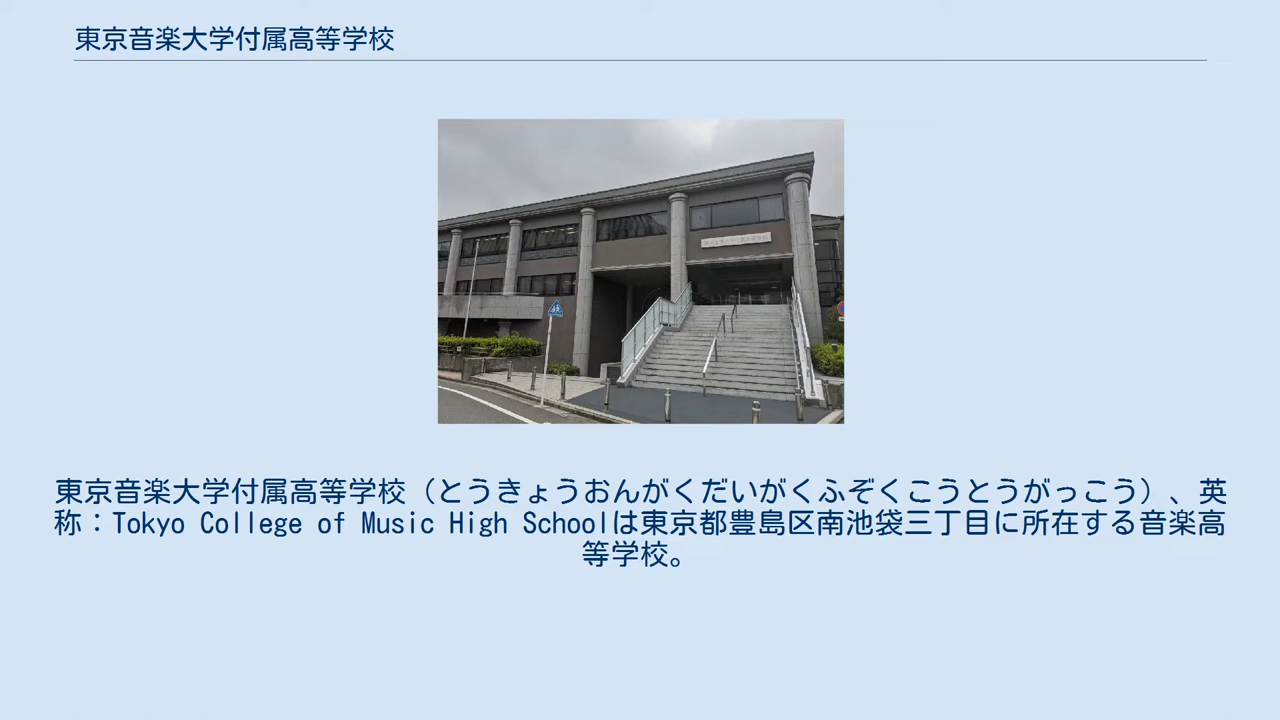 東京音楽大学付属高等学校
東京音楽大学付属高等学校（とうきょうおんがくだいがくふぞくこうとうがっこう）、英
称：Tokyo College of Music High Schoolは東京都豊島区南池袋三丁目に所在する音楽高
等学校。